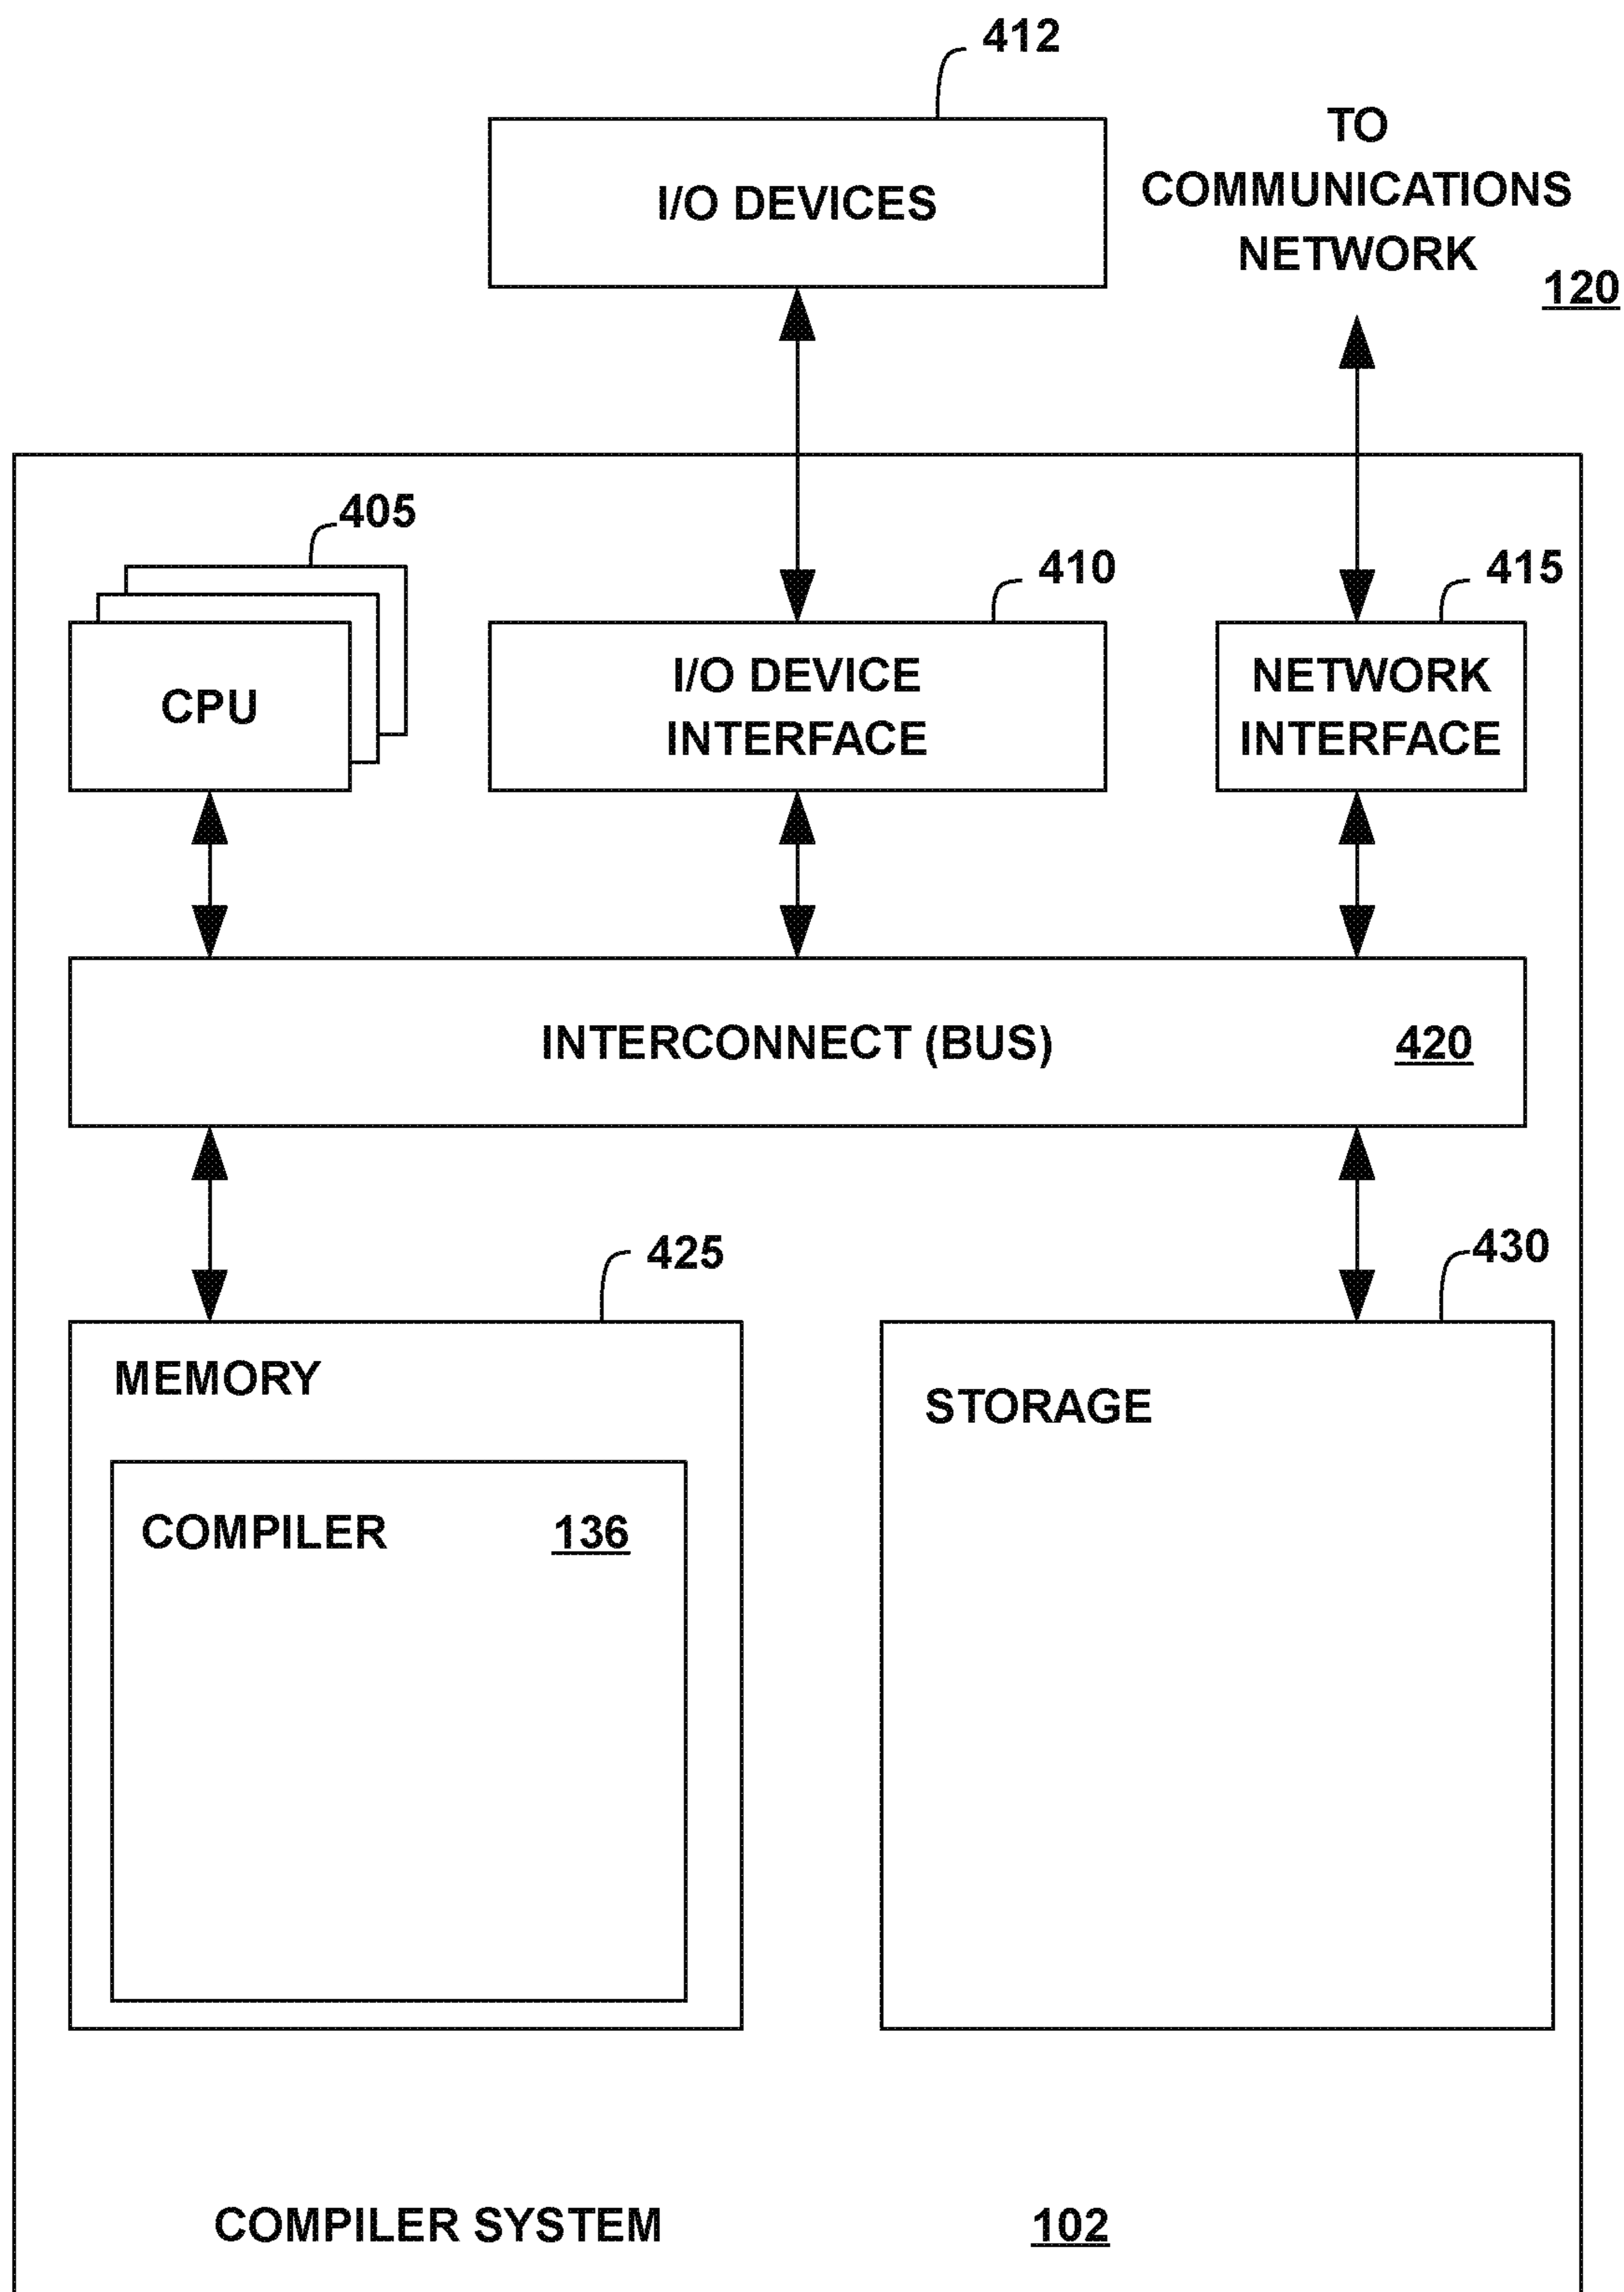 412
I/O DEVICES
TO
COMMUNICATIONS
NETWORK
120
405
410
415
CPU
I/O DEVICE
INTERFACE
NETWORK
INTERFACE
INTERCONNECT (BUS)
420
425
430
MEMORY
STORAGE
COMPILER
136
COMPILER SYSTEM
102